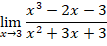 lim x→3 (x³ − 2x − 3)/(x² + 3x + 3)